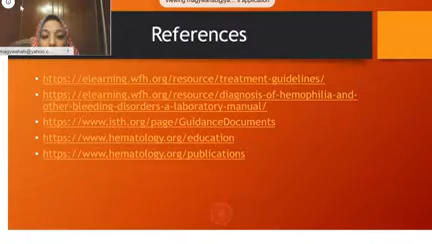 References
https://elearning.wfh.org/resource/treatment-guidelines/
https://elearning.wfh.org/resource/diagnosis-of-hemophilia-and-
other-bleeding-disorders-a-laboratory-manual/
https://www.isth.org/page/GuidanceDocuments
https://www.hematology.org/education
https://www.hematology.org/publications